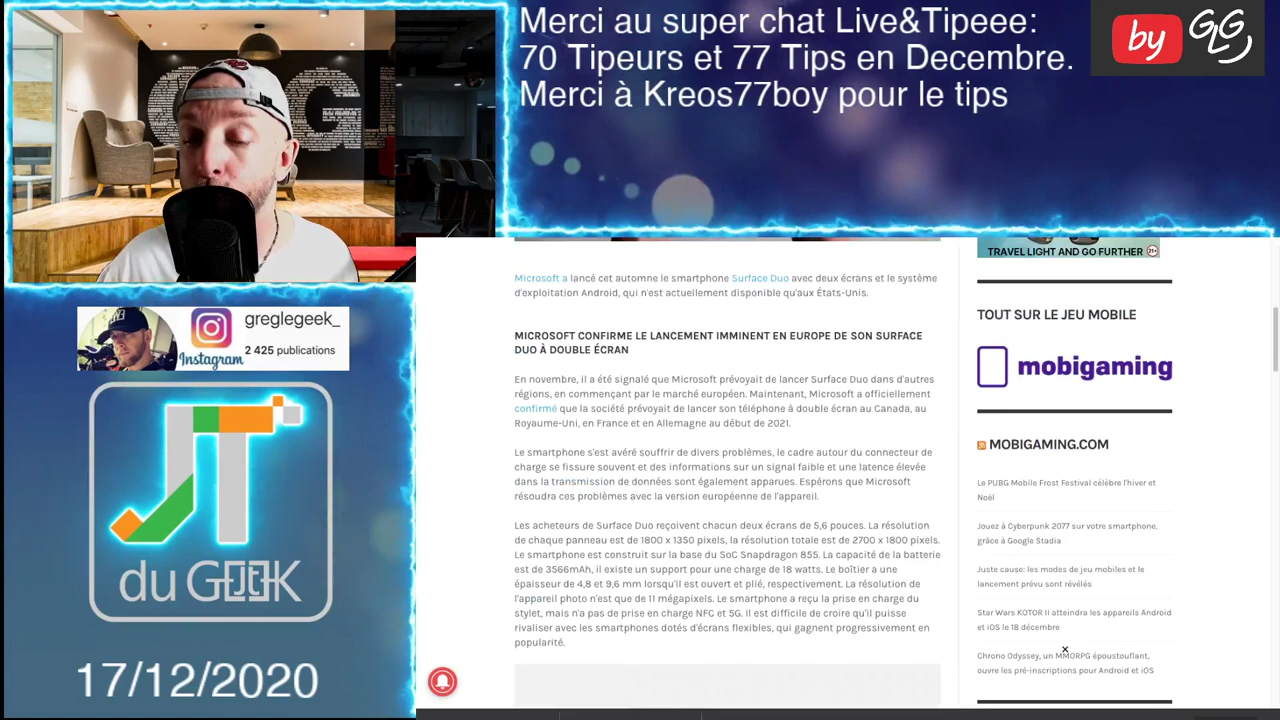 Merci au super chat Live&Tipeee:
70 Tipeurs et 77 Tips en Decembre.
Merci à Kreos77boy pour le tips
by GLG
greglegeek_
Instagram
2 425 publications
JT
du GEEK
17/12/2020
Microsoft a lancé cet automne le smartphone Surface Duo avec deux écrans et le système
d'exploitation Android, qui n'est actuellement disponible qu'aux États-Unis.
MICROSOFT CONFIRME LE LANCEMENT IMMINENT EN EUROPE DE SON SURFACE
DUO À DOUBLE ÉCRAN
En novembre, il a été signalé que Microsoft prévoyait de lancer Surface Duo dans d'autres
régions, en commençant par le marché européen. Maintenant, Microsoft a officiellement
confirmé que la société prévoyait de lancer son téléphone à double écran au Canada, au
Royaume-Uni, en France et en Allemagne au début de 2021.
Le smartphone s'est avéré souffrir de divers problèmes, le cadre autour du connecteur de
charge se fissure souvent et des informations sur un signal faible et une latence élevée
dans la transmission de données sont également apparues. Espérons que Microsoft
résoudra ces problèmes avec la version européenne de l'appareil.
Les acheteurs de Surface Duo reçoivent chacun deux écrans de 5,6 pouces. La résolution
de chaque panneau est de 1800 x 1350 pixels, la résolution totale est de 2700 x 1800 pixels.
Le smartphone est construit sur la base du SoC Snapdragon 855. La capacité de la batterie
est de 3566mAh, il existe un support pour une charge de 18 watts. Le boîtier a une
épaisseur de 4,8 et 9,6 mm lorsqu'il est ouvert et plié, respectivement. La résolution de
l'appareil photo n'est que de 11 mégapixels. Le smartphone a reçu la prise en charge du
stylet, mais n'a pas de prise en charge NFC et 5G. Il est difficile de croire qu'il puisse
rivaliser avec les smartphones dotés d'écrans flexibles, qui gagnent progressivement en
popularité.
TRAVEL LIGHT AND GO FURTHER 21+
TOUT SUR LE JEU MOBILE
mobigaming
MOBIGAMING.COM
Le PUBG Mobile Frost Festival célèbre l'hiver et
Noël
Jouez à Cyberpunk 2077 sur votre smartphone,
grâce à Google Stadia
Juste cause: les modes de jeu mobiles et le
lancement prévu sont révélés
Star Wars KOTOR II atteindra les appareils Android
et iOS le 18 décembre
Chrono Odyssey, un MMORPG époustouflant,
ouvre les pré-inscriptions pour Android et iOS